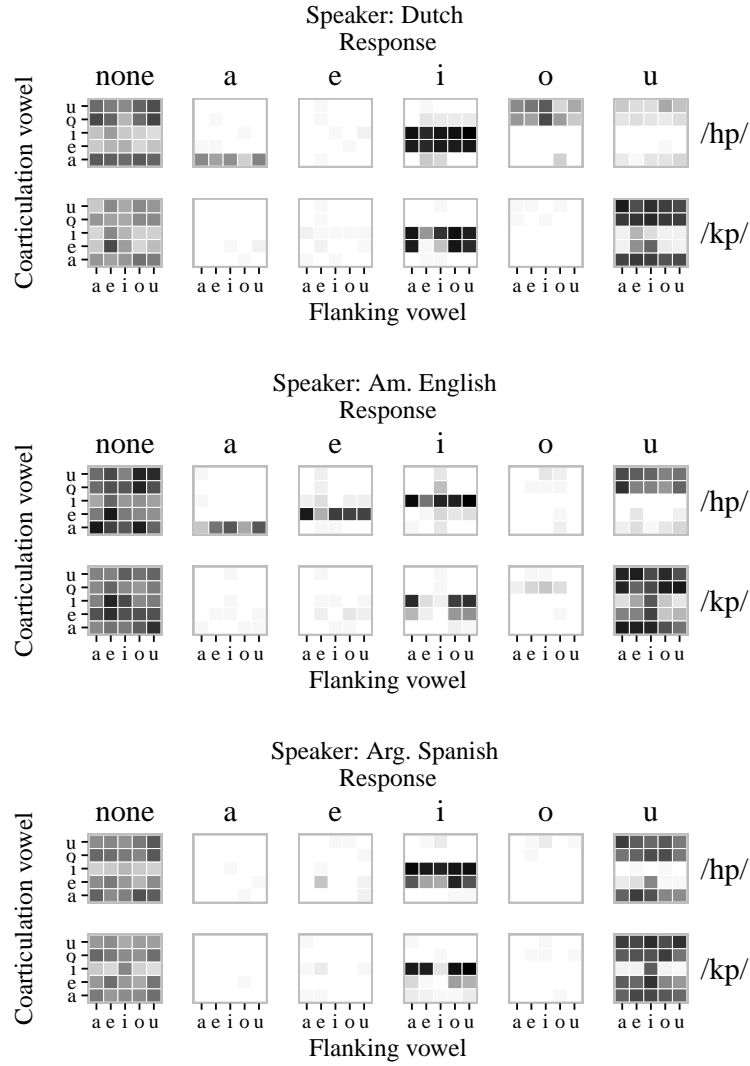 Speaker: Dutch
Response
none a e i o u
Coarticulation vowel
u
o
i
e
a
/hp/
u
o
i
e
a
/kp/
a e i o u a e i o u a e i o u a e i o u a e i o u a e i o u
Flanking vowel
Speaker: Am. English
Response
none a e i o u
Coarticulation vowel
u
o
i
e
a
/hp/
u
o
i
e
a
/kp/
a e i o u a e i o u a e i o u a e i o u a e i o u a e i o u
Flanking vowel
Speaker: Arg. Spanish
Response
none a e i o u
Coarticulation vowel
u
o
i
e
a
/hp/
u
o
i
e
a
/kp/
a e i o u a e i o u a e i o u a e i o u a e i o u a e i o u
Flanking vowel